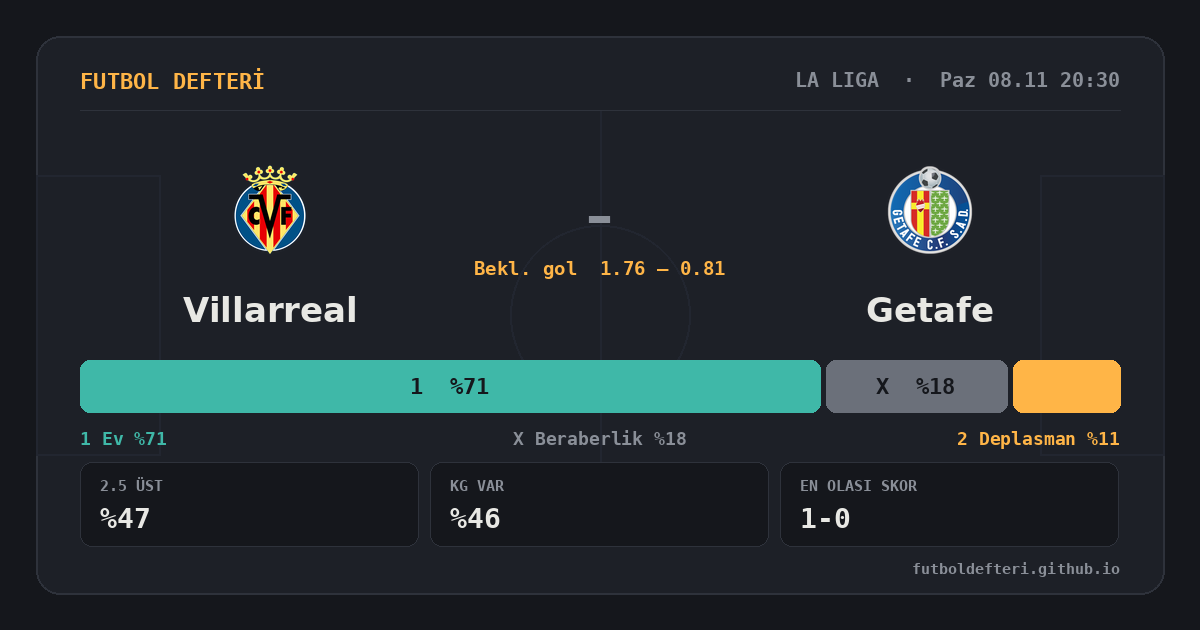 FUTBOL DEFTERİ
LA LIGA · Paz 08.11 20:30
CVF
GETAFE C.F. S.A.D.
–
Bekl. gol 1.76 – 0.81
Villarreal
Getafe
1 %71
X %18
1 Ev %71
X Beraberlik %18
2 Deplasman %11
2.5 ÜST
KG VAR
EN OLASI SKOR
%47
%46
1-0
futboldefteri.github.io